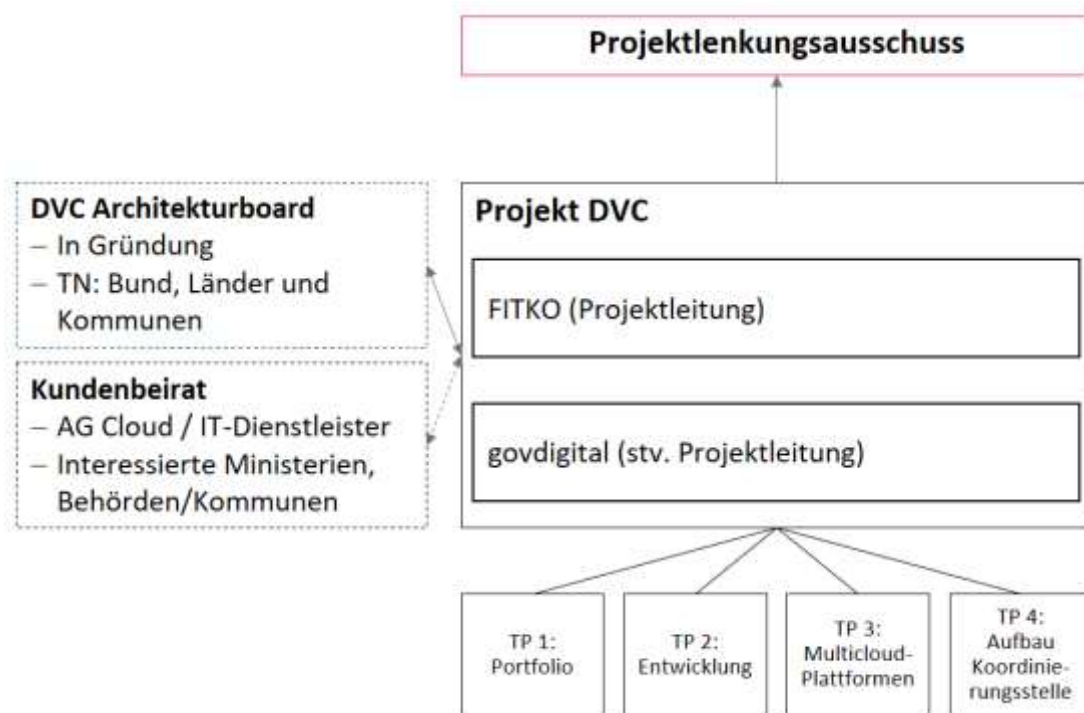 Projektlenkungsausschuss
DVC Architekturboard
– In Gründung
– TN: Bund, Länder und
Kommunen
Kundenbeirat
– AG Cloud / IT-Dienstleister
– Interessierte Ministerien,
Behörden/Kommunen
Projekt DVC
FITKO (Projektleitung)
govdigital (stv. Projektleitung)
TP 1:
Portfolio
TP 2:
Entwicklung
TP 3:
Multicloud-
Plattformen
TP 4:
Aufbau
Koordinie-
rungsstelle